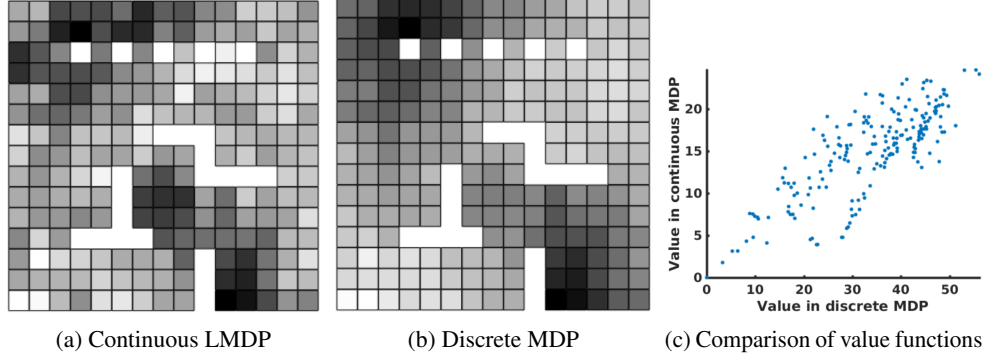 Value in continuous MDP
20
15
10
5
0
0 10 20 30 40 50
Value in discrete MDP
(a) Continuous LMDP
(b) Discrete MDP
(c) Comparison of value functions